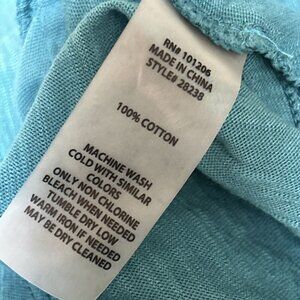 RN# 101206
MADE IN CHINA
STYLE# 28238
100% COTTON
MACHINE WASH
COLD WITH SIMILAR
COLORS
ONLY NON CHLORINE
BLEACH WHEN NEEDED
TUMBLE DRY LOW
WARM IRON IF NEEDED
MAY BE DRY CLEANED